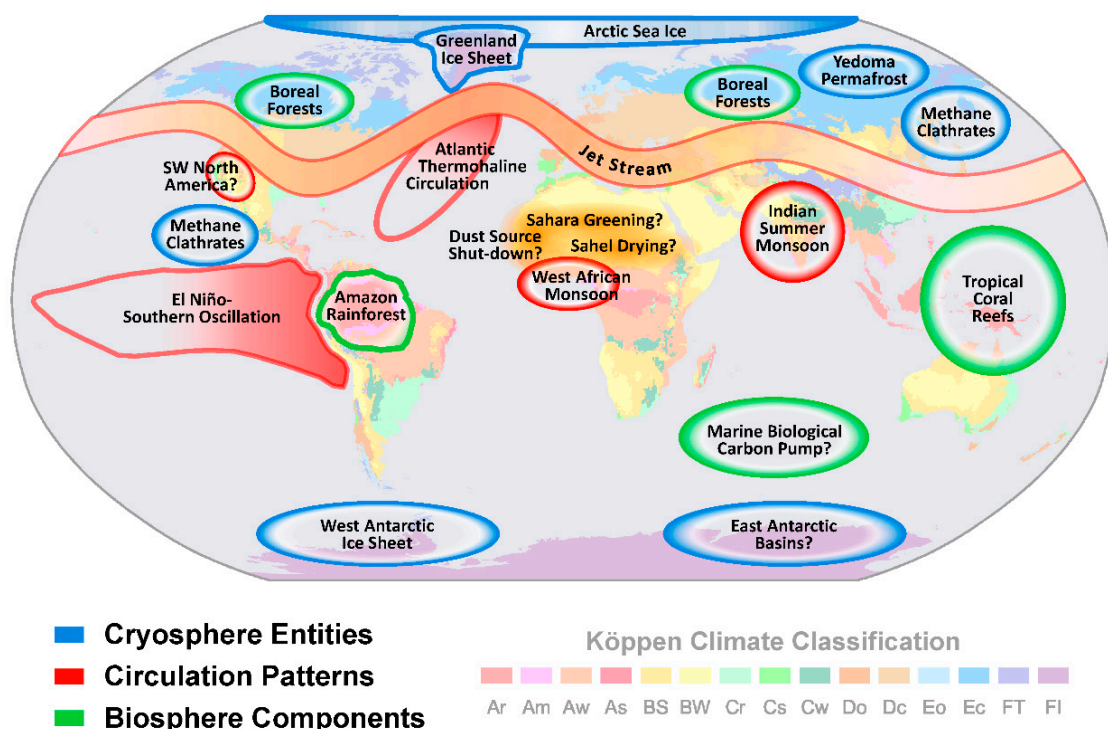 Arctic Sea Ice
Greenland
Ice Sheet
Yedoma
Permafrost
Boreal
Forests
Boreal
Forests
Methane
Clathrates
Jet Stream
Atlantic
Thermohaline
Circulation
SW North
America?
Methane
Clathrates
Sahara Greening?
Dust Source
Shut-down?
Sahel Drying?
Indian
Summer
Monsoon
West African
Monsoon
El Niño-
Southern Oscillation
Amazon
Rainforest
Tropical
Coral
Reefs
Marine Biological
Carbon Pump?
West Antarctic
Ice Sheet
East Antarctic
Basins?
Cryosphere Entities
Circulation Patterns
Biosphere Components
Köppen Climate Classification
Ar Am Aw As BS BW Cr Cs Cw Do Dc Eo Ec FT FI